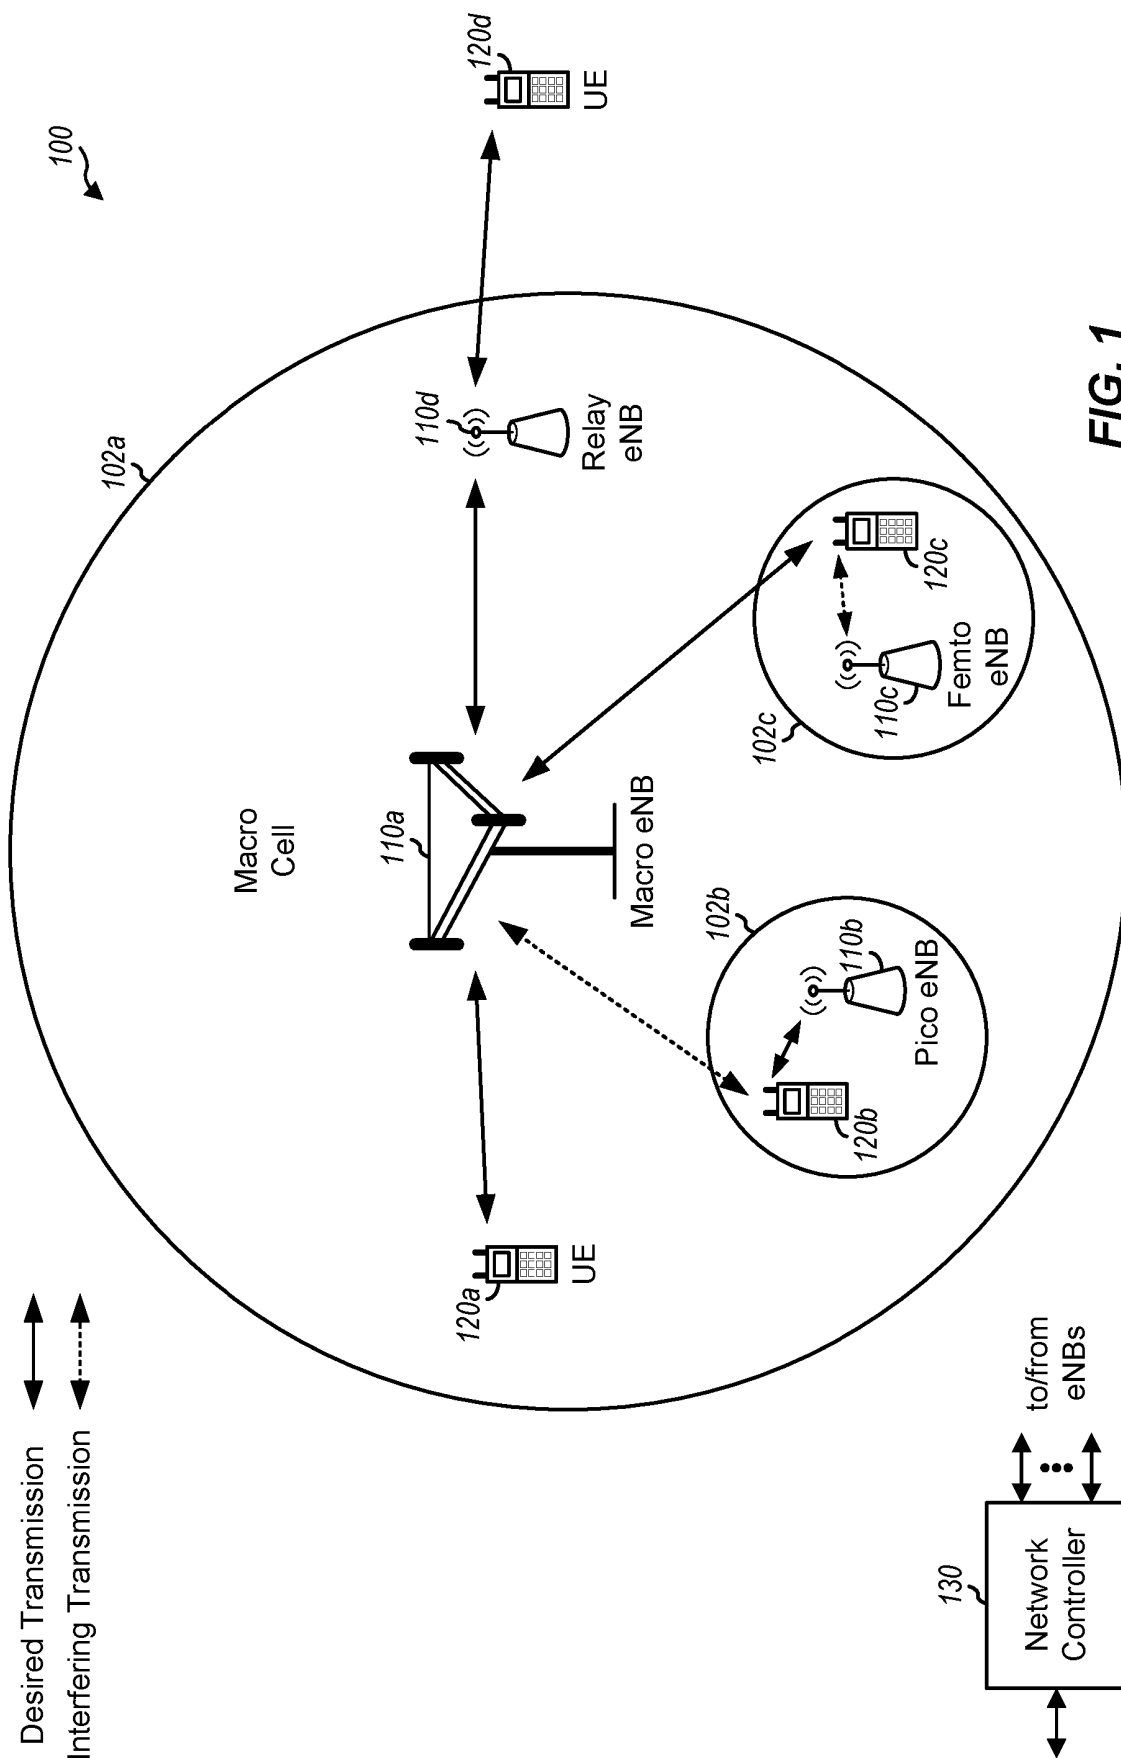 Desired Transmission
Interfering Transmission
100
102a
Macro
Cell
110a
Macro eNB
120a
UE
110d
Relay
eNB
120d
UE
102b
110b
Pico eNB
120b
102c
110c
Femto
eNB
120c
130
Network
Controller
to/from
eNBs
FIG. 1